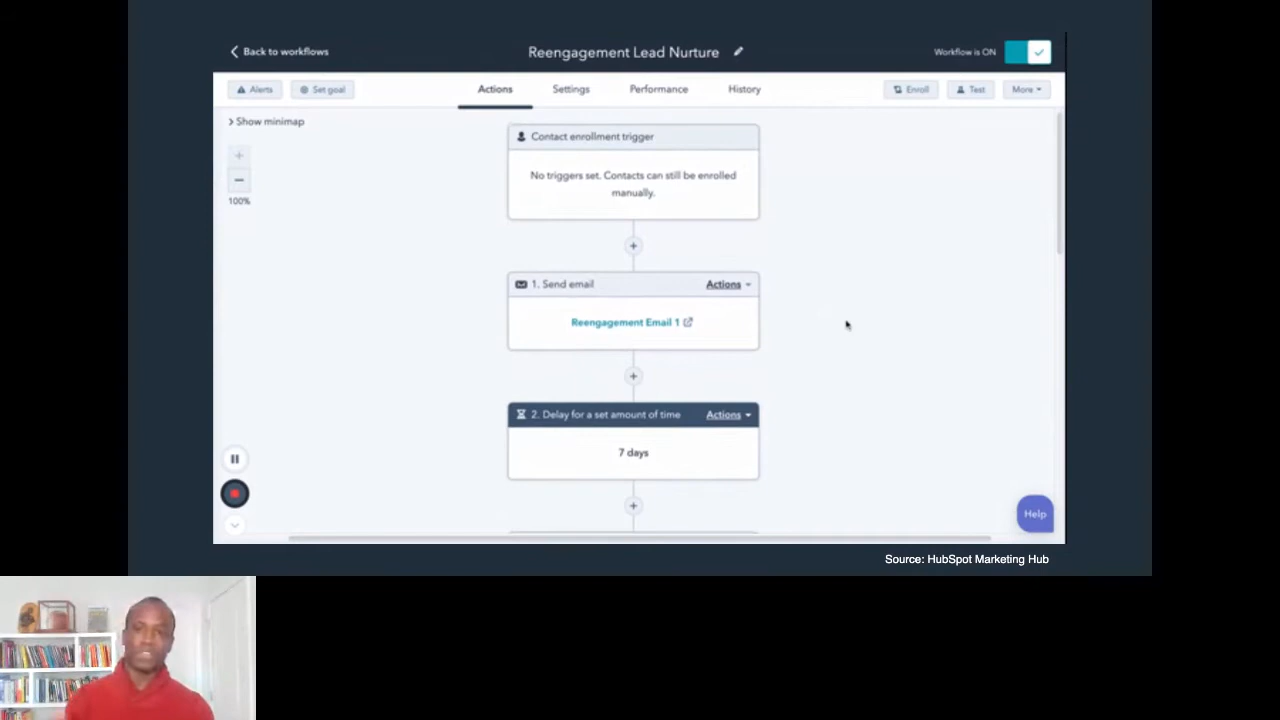 Back to workflows
Reengagement Lead Nurture
Workflow is ON
Alerts
Set goal
Actions
Settings
Performance
History
Enroll
Test
More
Show minimap
100%
Contact enrollment trigger
No triggers set. Contacts can still be enrolled
manually.
1. Send email
Actions
Reengagement Email 1
2. Delay for a set amount of time
Actions
7 days
Help
Source: HubSpot Marketing Hub